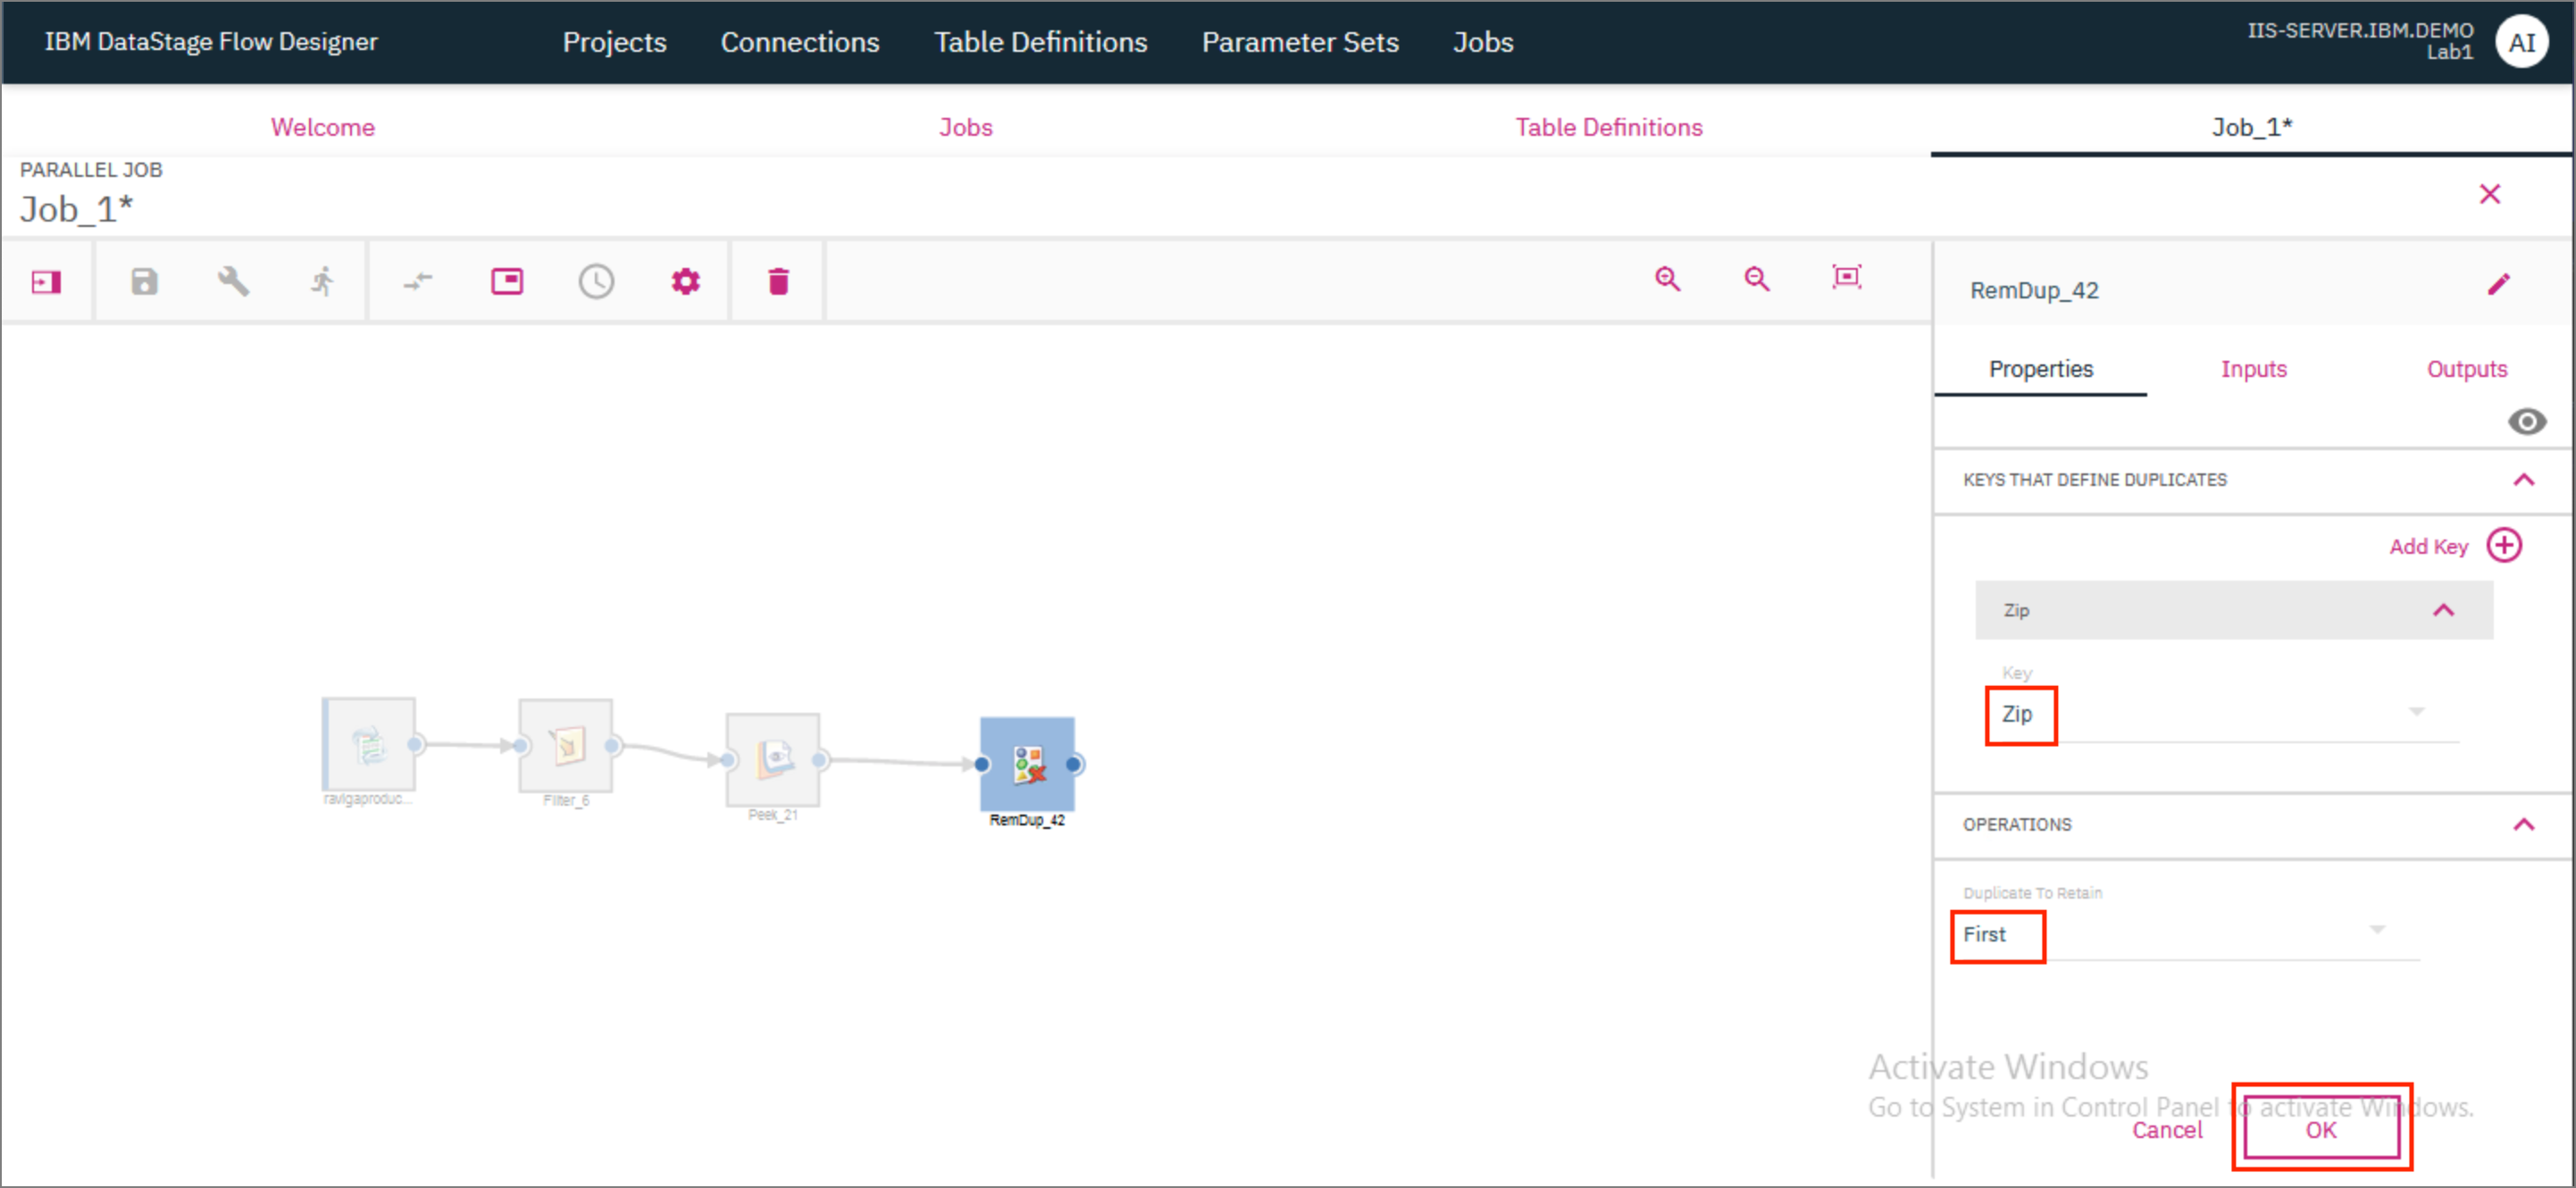 IBM DataStage Flow Designer
Projects
Connections
Table Definitions
Parameter Sets
Jobs
IIS-SERVER.IBM.DEMO
Lab1
AI
Welcome
Jobs
Table Definitions
Job_1*
PARALLEL JOB
Job_1*
RemDup_42
Properties
Inputs
Outputs
KEYS THAT DEFINE DUPLICATES
Add Key
Zip
Key
Zip
ravigaproduc...
Filter_6
Peek_21
RemDup_42
OPERATIONS
Duplicate To Retain
First
Activate Windows
Go to System in Control Panel to activate Windows.
Cancel
OK